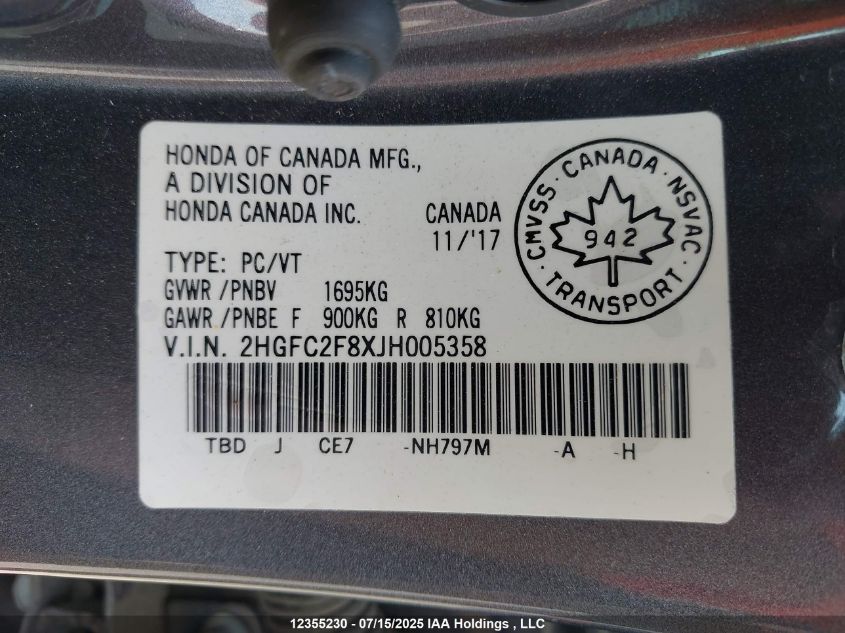 HONDA OF CANADA MFG.,
A DIVISION OF
HONDA CANADA INC. CANADA
11/'17
TYPE: PC/VT
GVWR /PNBV 1695KG
GAWR /PNBE F 900KG R 810KG
V.I.N. 2HGFC2F8XJH005358
TBD J CE7 -NH797M -A -H
CMVSS · CANADA · NSVAC
942
· TRANSPORT ·
12355230 - 07/15/2025 IAA Holdings , LLC